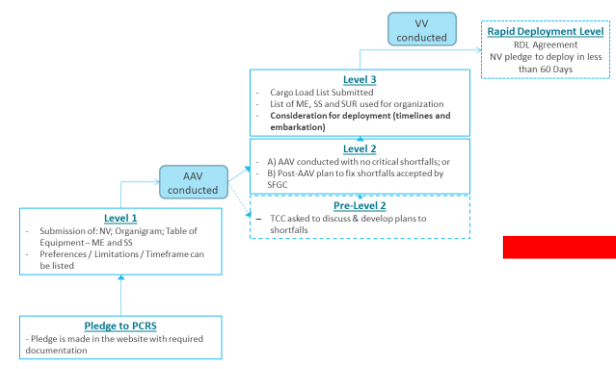 VV
conducted
Rapid Deployment Level
RDL Agreement
NV pledge to deploy in less
than 60 Days
Level 3
- Cargo Load List Submitted
- List of ME, SS and SUR used for organization
- Consideration for deployment (timelines and
embarkation)
Level 2
- A) AAV conducted with no critical shortfalls; or
- B) Post-AAV plan to fix shortfalls accepted by
SFGC
AAV
conducted
Pre-Level 2
– TCC asked to discuss & develop plans to
shortfalls
Level 1
- Submission of: NV; Organigram; Table of
Equipment – ME and SS
- Preferences / Limitations / Timeframe can
be listed
Pledge to PCRS
- Pledge is made in the website with required
documentation